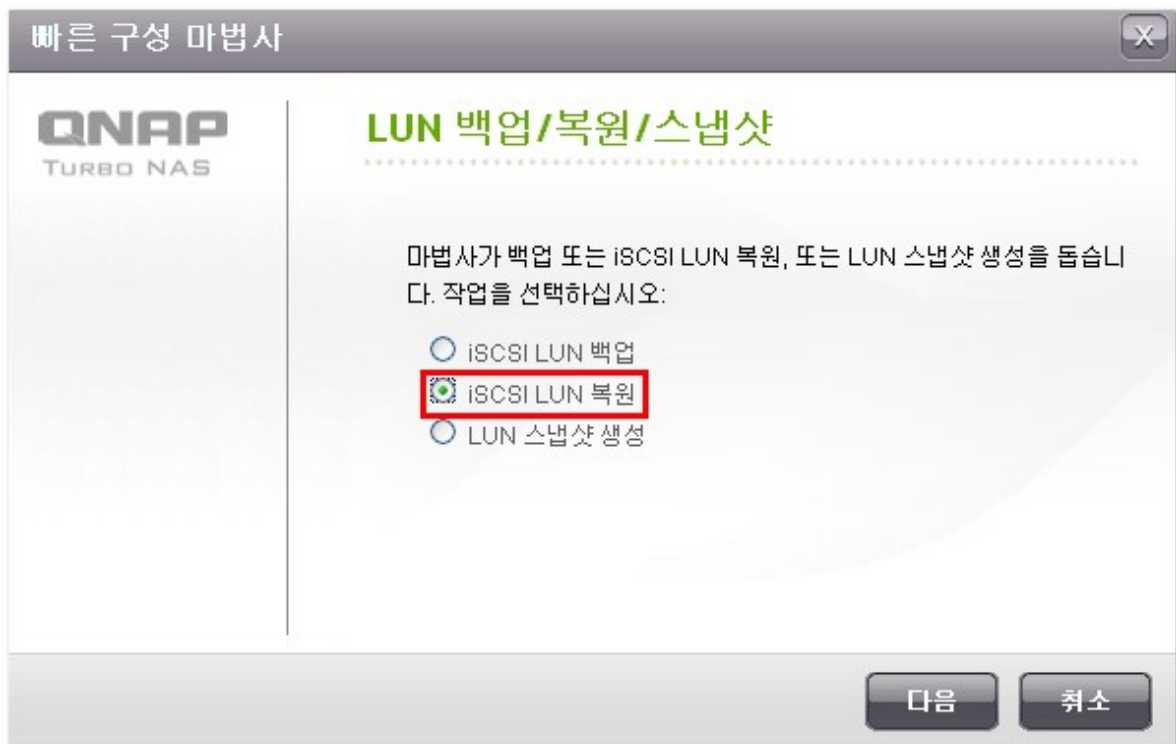 빠른 구성 마법사
X
QNAP
TURBO NAS
LUN 백업/복원/스냅샷
마법사가 백업 또는 iSCSI LUN 복원, 또는 LUN 스냅샷 생성을 돕습니
다. 작업을 선택하십시오:
iSCSI LUN 백업
iSCSI LUN 복원
LUN 스냅샷 생성
다음
취소